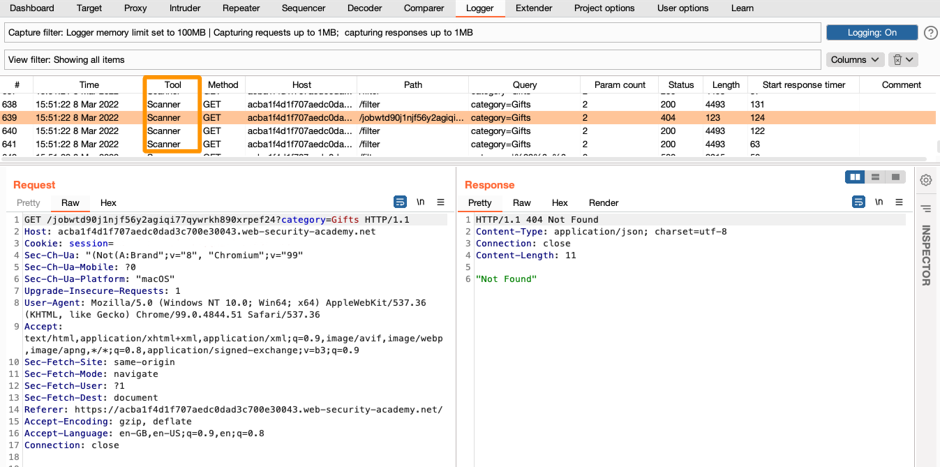 Dashboard Target Proxy Intruder Repeater Sequencer Decoder Comparer Logger Extender Project options User options Learn
Capture filter: Logger memory limit set to 100MB | Capturing requests up to 1MB; capturing responses up to 1MB
Logging: On
View filter: Showing all items
Columns
# Time Tool Method Host Path Query Param count Status Length Start response timer Comment
638 15:51:22 8 Mar 2022 Scanner GET acba1f4d1f707aedc0da... /filter category=Gifts 2 200 4493 131
639 15:51:22 8 Mar 2022 Scanner GET acba1f4d1f707aedc0da... /jobwtd90j1njf56y2agiqi... category=Gifts 2 404 123 124
640 15:51:22 8 Mar 2022 Scanner GET acba1f4d1f707aedc0da... /filter category=Gifts 2 200 4493 122
641 15:51:22 8 Mar 2022 Scanner GET acba1f4d1f707aedc0da... /filter category=Gifts 2 200 4493 63
Request
Pretty Raw Hex \n
1 GET /jobwtd90j1njf56y2agiqi77qywrkh890xrpef24?category=Gifts HTTP/1.1
2 Host: acba1f4d1f707aedc0dad3c700e30043.web-security-academy.net
3 Cookie: session=
4 Sec-Ch-Ua: "(Not(A:Brand";v="8", "Chromium";v="99"
5 Sec-Ch-Ua-Mobile: ?0
6 Sec-Ch-Ua-Platform: "macOS"
7 Upgrade-Insecure-Requests: 1
8 User-Agent: Mozilla/5.0 (Windows NT 10.0; Win64; x64) AppleWebKit/537.36
(KHTML, like Gecko) Chrome/99.0.4844.51 Safari/537.36
9 Accept:
text/html,application/xhtml+xml,application/xml;q=0.9,image/avif,image/webp
,image/apng,*/*;q=0.8,application/signed-exchange;v=b3;q=0.9
10 Sec-Fetch-Site: same-origin
11 Sec-Fetch-Mode: navigate
12 Sec-Fetch-User: ?1
13 Sec-Fetch-Dest: document
14 Referer: https://acba1f4d1f707aedc0dad3c700e30043.web-security-academy.net/
15 Accept-Encoding: gzip, deflate
16 Accept-Language: en-GB,en-US;q=0.9,en;q=0.8
17 Connection: close
18
Response
Pretty Raw Hex Render \n
1 HTTP/1.1 404 Not Found
2 Content-Type: application/json; charset=utf-8
3 Connection: close
4 Content-Length: 11
5
6 "Not Found"
INSPECTOR